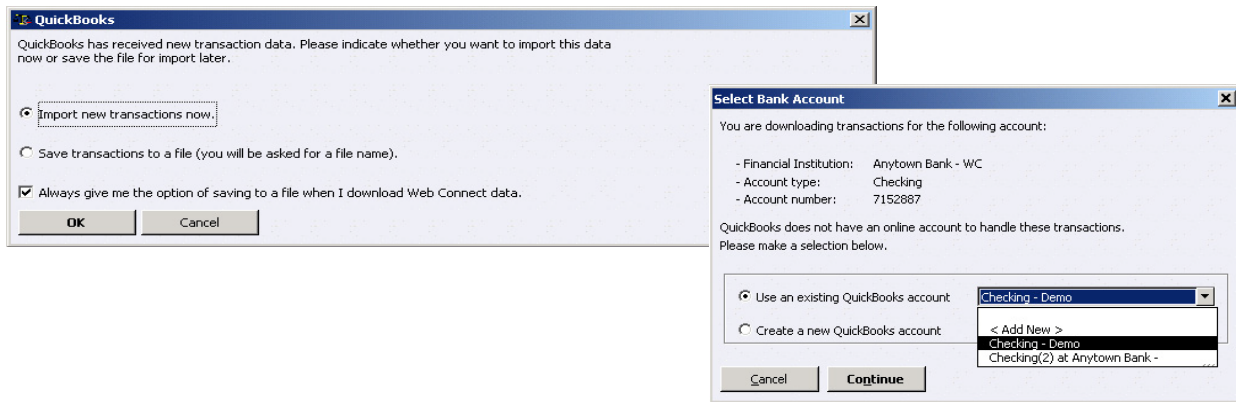 QuickBooks
QuickBooks has received new transaction data. Please indicate whether you want to import this data
now or save the file for import later.
Import new transactions now.
Save transactions to a file (you will be asked for a file name).
Always give me the option of saving to a file when I download Web Connect data.
OK Cancel
Select Bank Account
You are downloading transactions for the following account:
- Financial Institution: Anytown Bank - WC
- Account type: Checking
- Account number: 7152887
QuickBooks does not have an online account to handle these transactions.
Please make a selection below.
Use an existing QuickBooks account Checking - Demo
Create a new QuickBooks account < Add New >
Checking - Demo
Checking(2) at Anytown Bank -
Cancel Continue